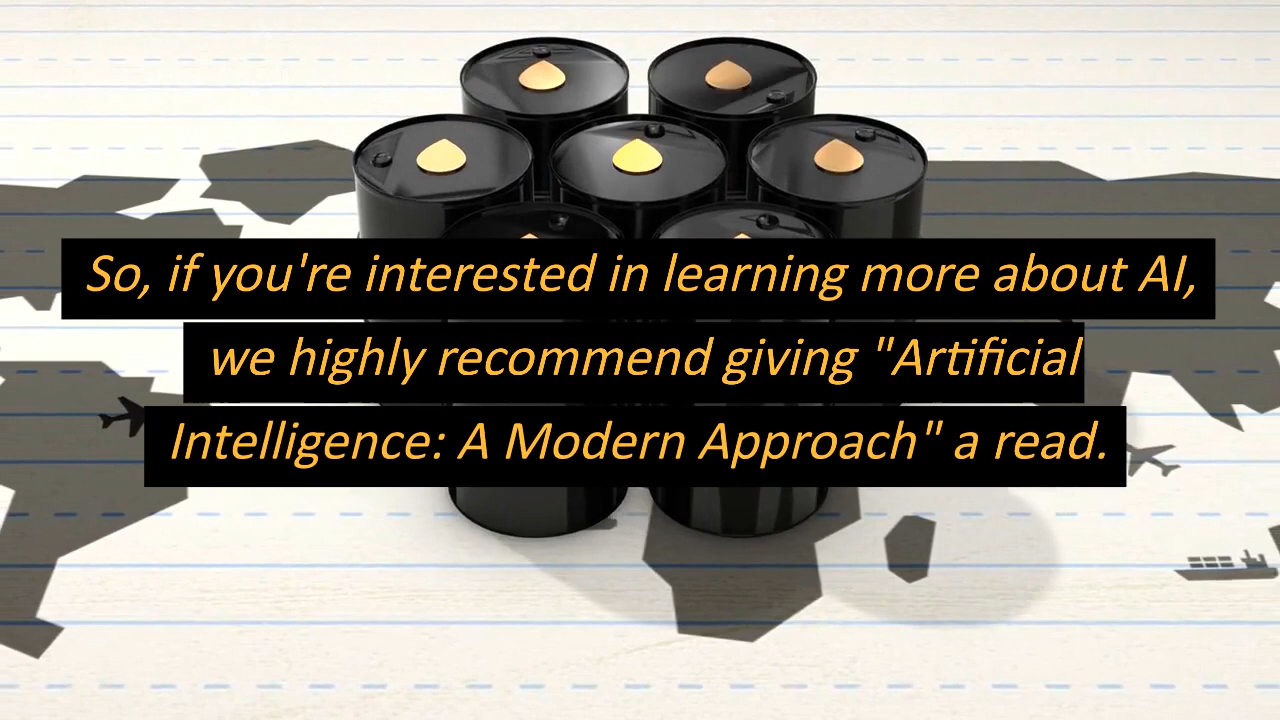 So, if you're interested in learning more about AI,
we highly recommend giving "Artificial
Intelligence: A Modern Approach" a read.